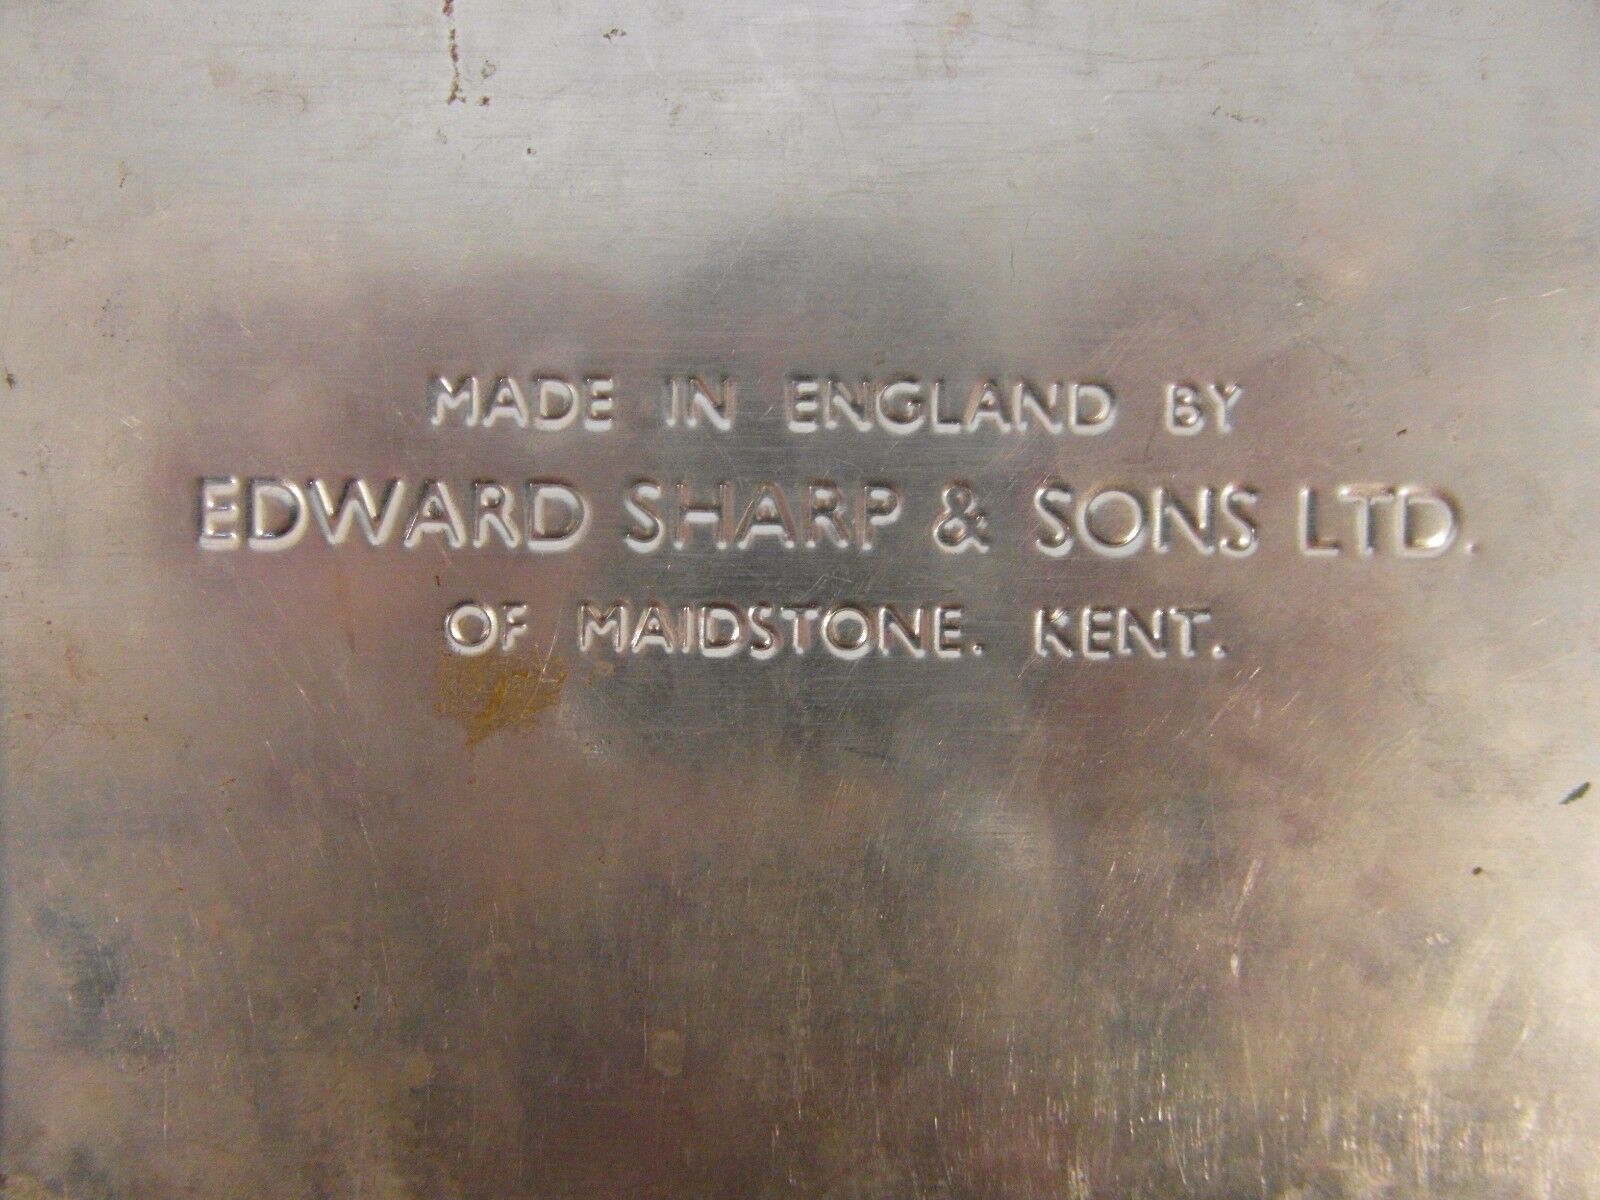 MADE IN ENGLAND BY
EDWARD SHARP & SONS LTD.
OF MAIDSTONE. KENT.